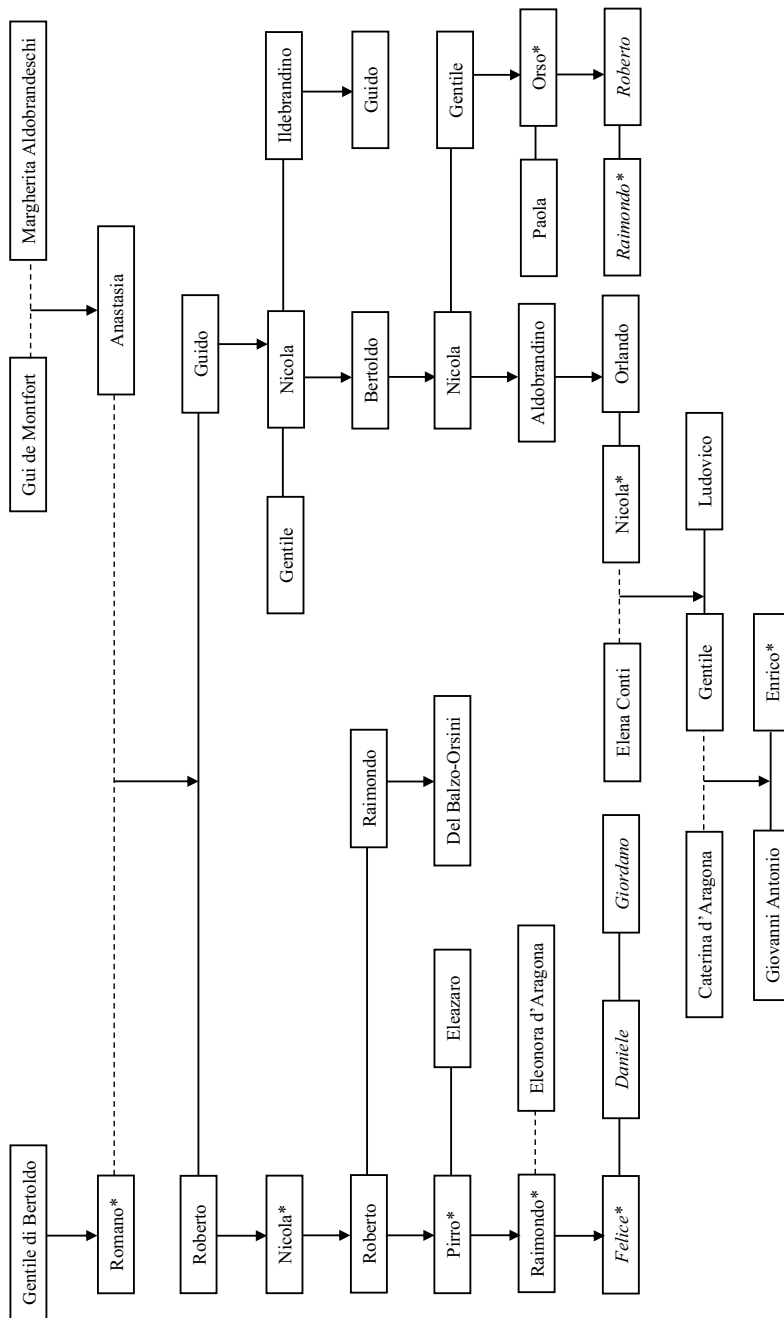 Gentile di Bertoldo
Gui de Montfort
Margherita Aldobrandeschi
Romano*
Anastasia
Roberto
Guido
Nicola*
Gentile
Nicola
Ildebrandino
Roberto
Raimondo
Bertoldo
Guido
Pirro*
Eleazaro
Del Balzo-Orsini
Nicola
Gentile
Raimondo*
Eleonora d’Aragona
Aldobrandino
Paola
Orso*
Felice*
Daniele
Giordano
Elena Conti
Nicola*
Orlando
Raimondo*
Roberto
Caterina d’Aragona
Gentile
Ludovico
Giovanni Antonio
Enrico*